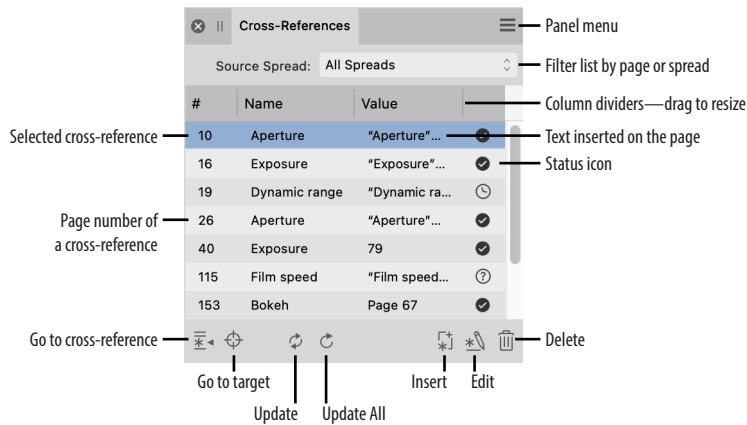 Cross-References
Panel menu
Source Spread: All Spreads
Filter list by page or spread
# Name Value
Column dividers—drag to resize
Selected cross-reference
10 Aperture “Aperture”...
Text inserted on the page
16 Exposure “Exposure”...
Status icon
19 Dynamic range “Dynamic ra...
Page number of
a cross-reference
26 Aperture “Aperture”...
40 Exposure 79
115 Film speed “Film speed...
153 Bokeh Page 67
Go to cross-reference
Delete
Go to target
Insert
Edit
Update
Update All